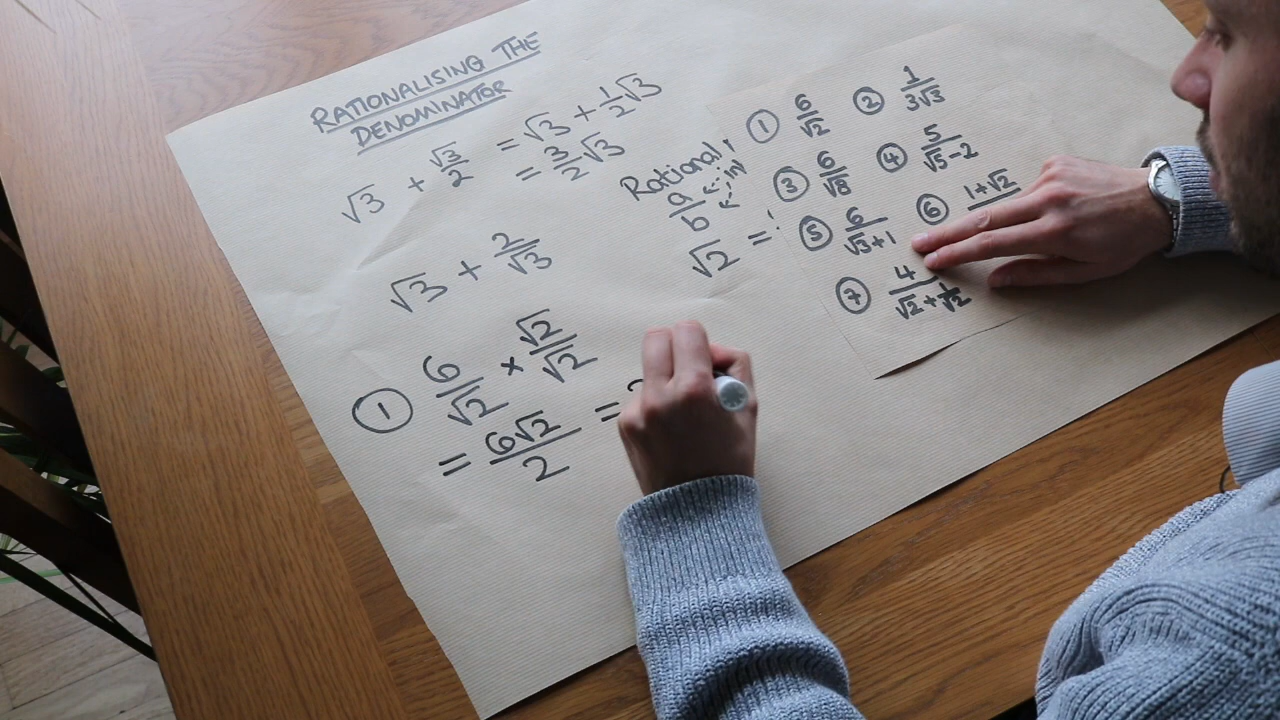 RATIONALISING THE
DENOMINATOR
√3 + √3/2 = √3 + 1/2√3
= 3/2√3
√3 + 2/√3
① 6/√2 × √2/√2
= 6√2/2 =
Rational
a/b ← int
√2 =
① 6/√2 ② 1/3√3
③ 6/√8 ④ 5/√5-2
⑤ 6/√3+1 ⑥ 1+√2
⑦ 4/√2+1/√2